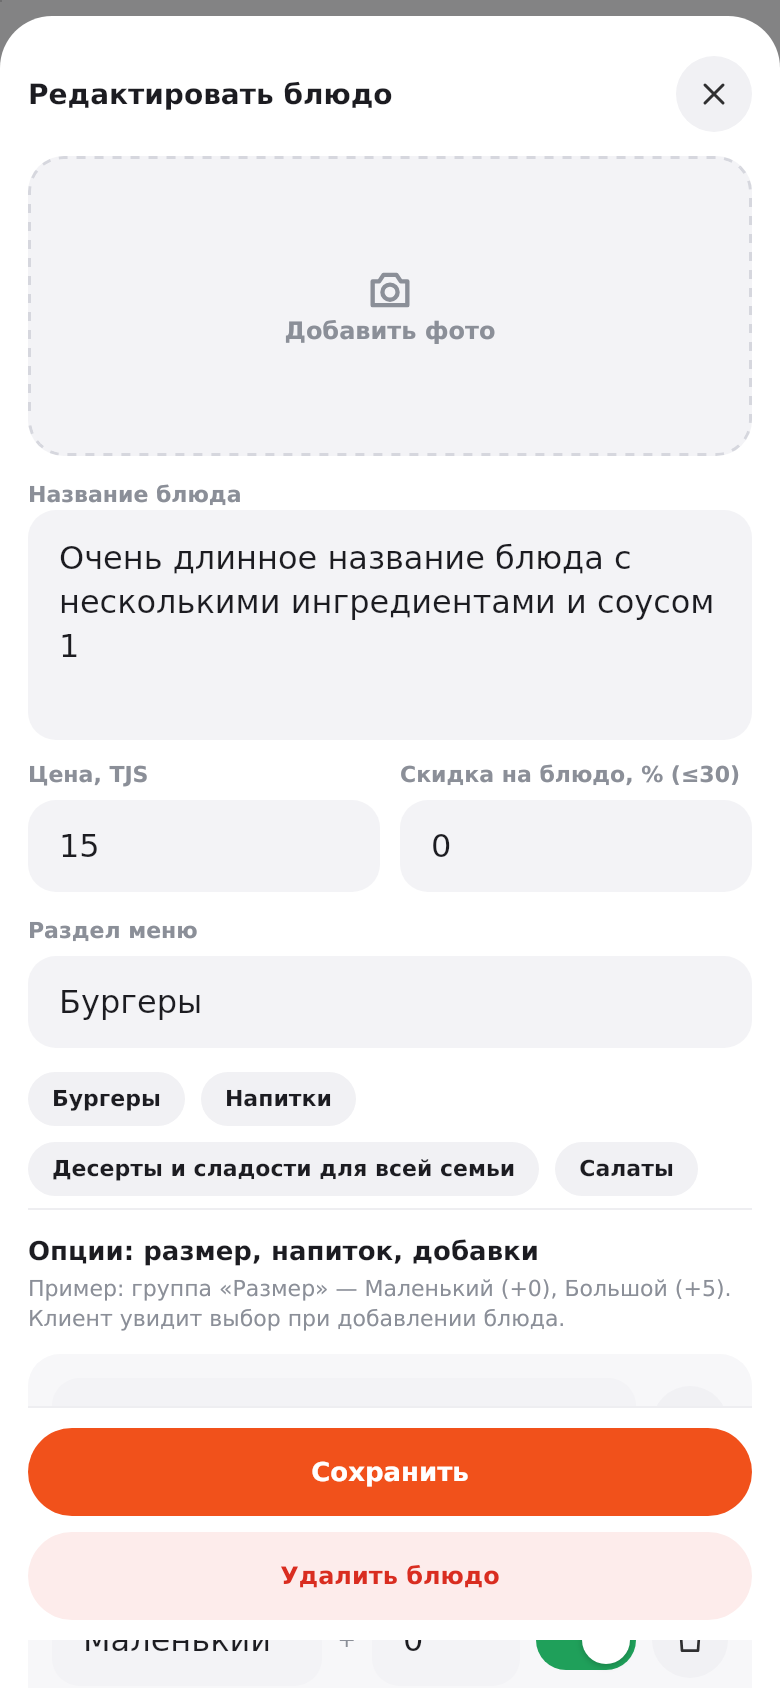 Редактировать блюдо
Добавить фото
Название блюда
Очень длинное название блюда с
несколькими ингредиентами и соусом
1
Цена, TJS
Скидка на блюдо, % (≤30)
15
0
Раздел меню
Бургеры
Бургеры
Напитки
Десерты и сладости для всей семьи
Салаты
Опции: размер, напиток, добавки
Пример: группа «Размер» — Маленький (+0), Большой (+5).
Клиент увидит выбор при добавлении блюда.
Сохранить
Удалить блюдо
Маленький + 0